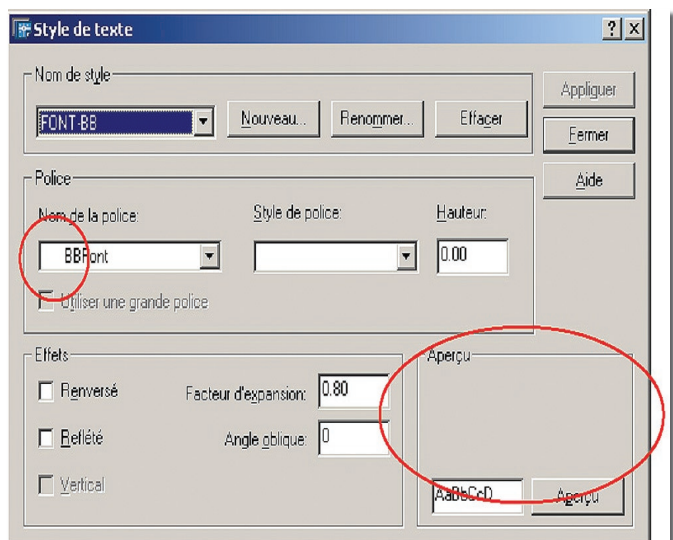 Style de texte
Nom de style
FONT-BB
Nouveau...
Renommer...
Effacer
Appliguer
Fermer
Aide
Police
Nom de la police:
Style de police:
Hauteur:
BBFont
0.00
Utiliser une grande police
Effets
Renversé
Facteur d'expansion:
0.80
Reflété
Angle oblique:
0
Vertical
Aperçu
AaBbCcD
Aperçu